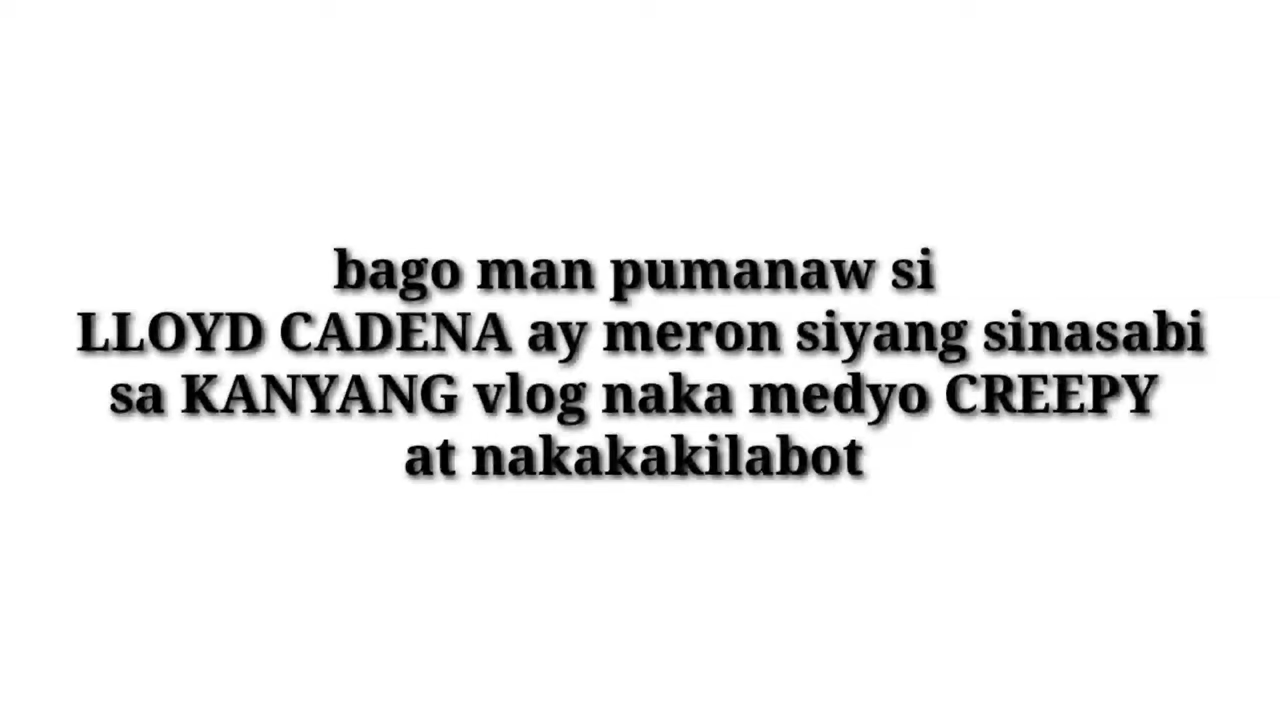 bago man pumanaw si
LLOYD CADENA ay meron siyang sinasabi
sa KANYANG vlog naka medyo CREEPY
at nakakakilabot